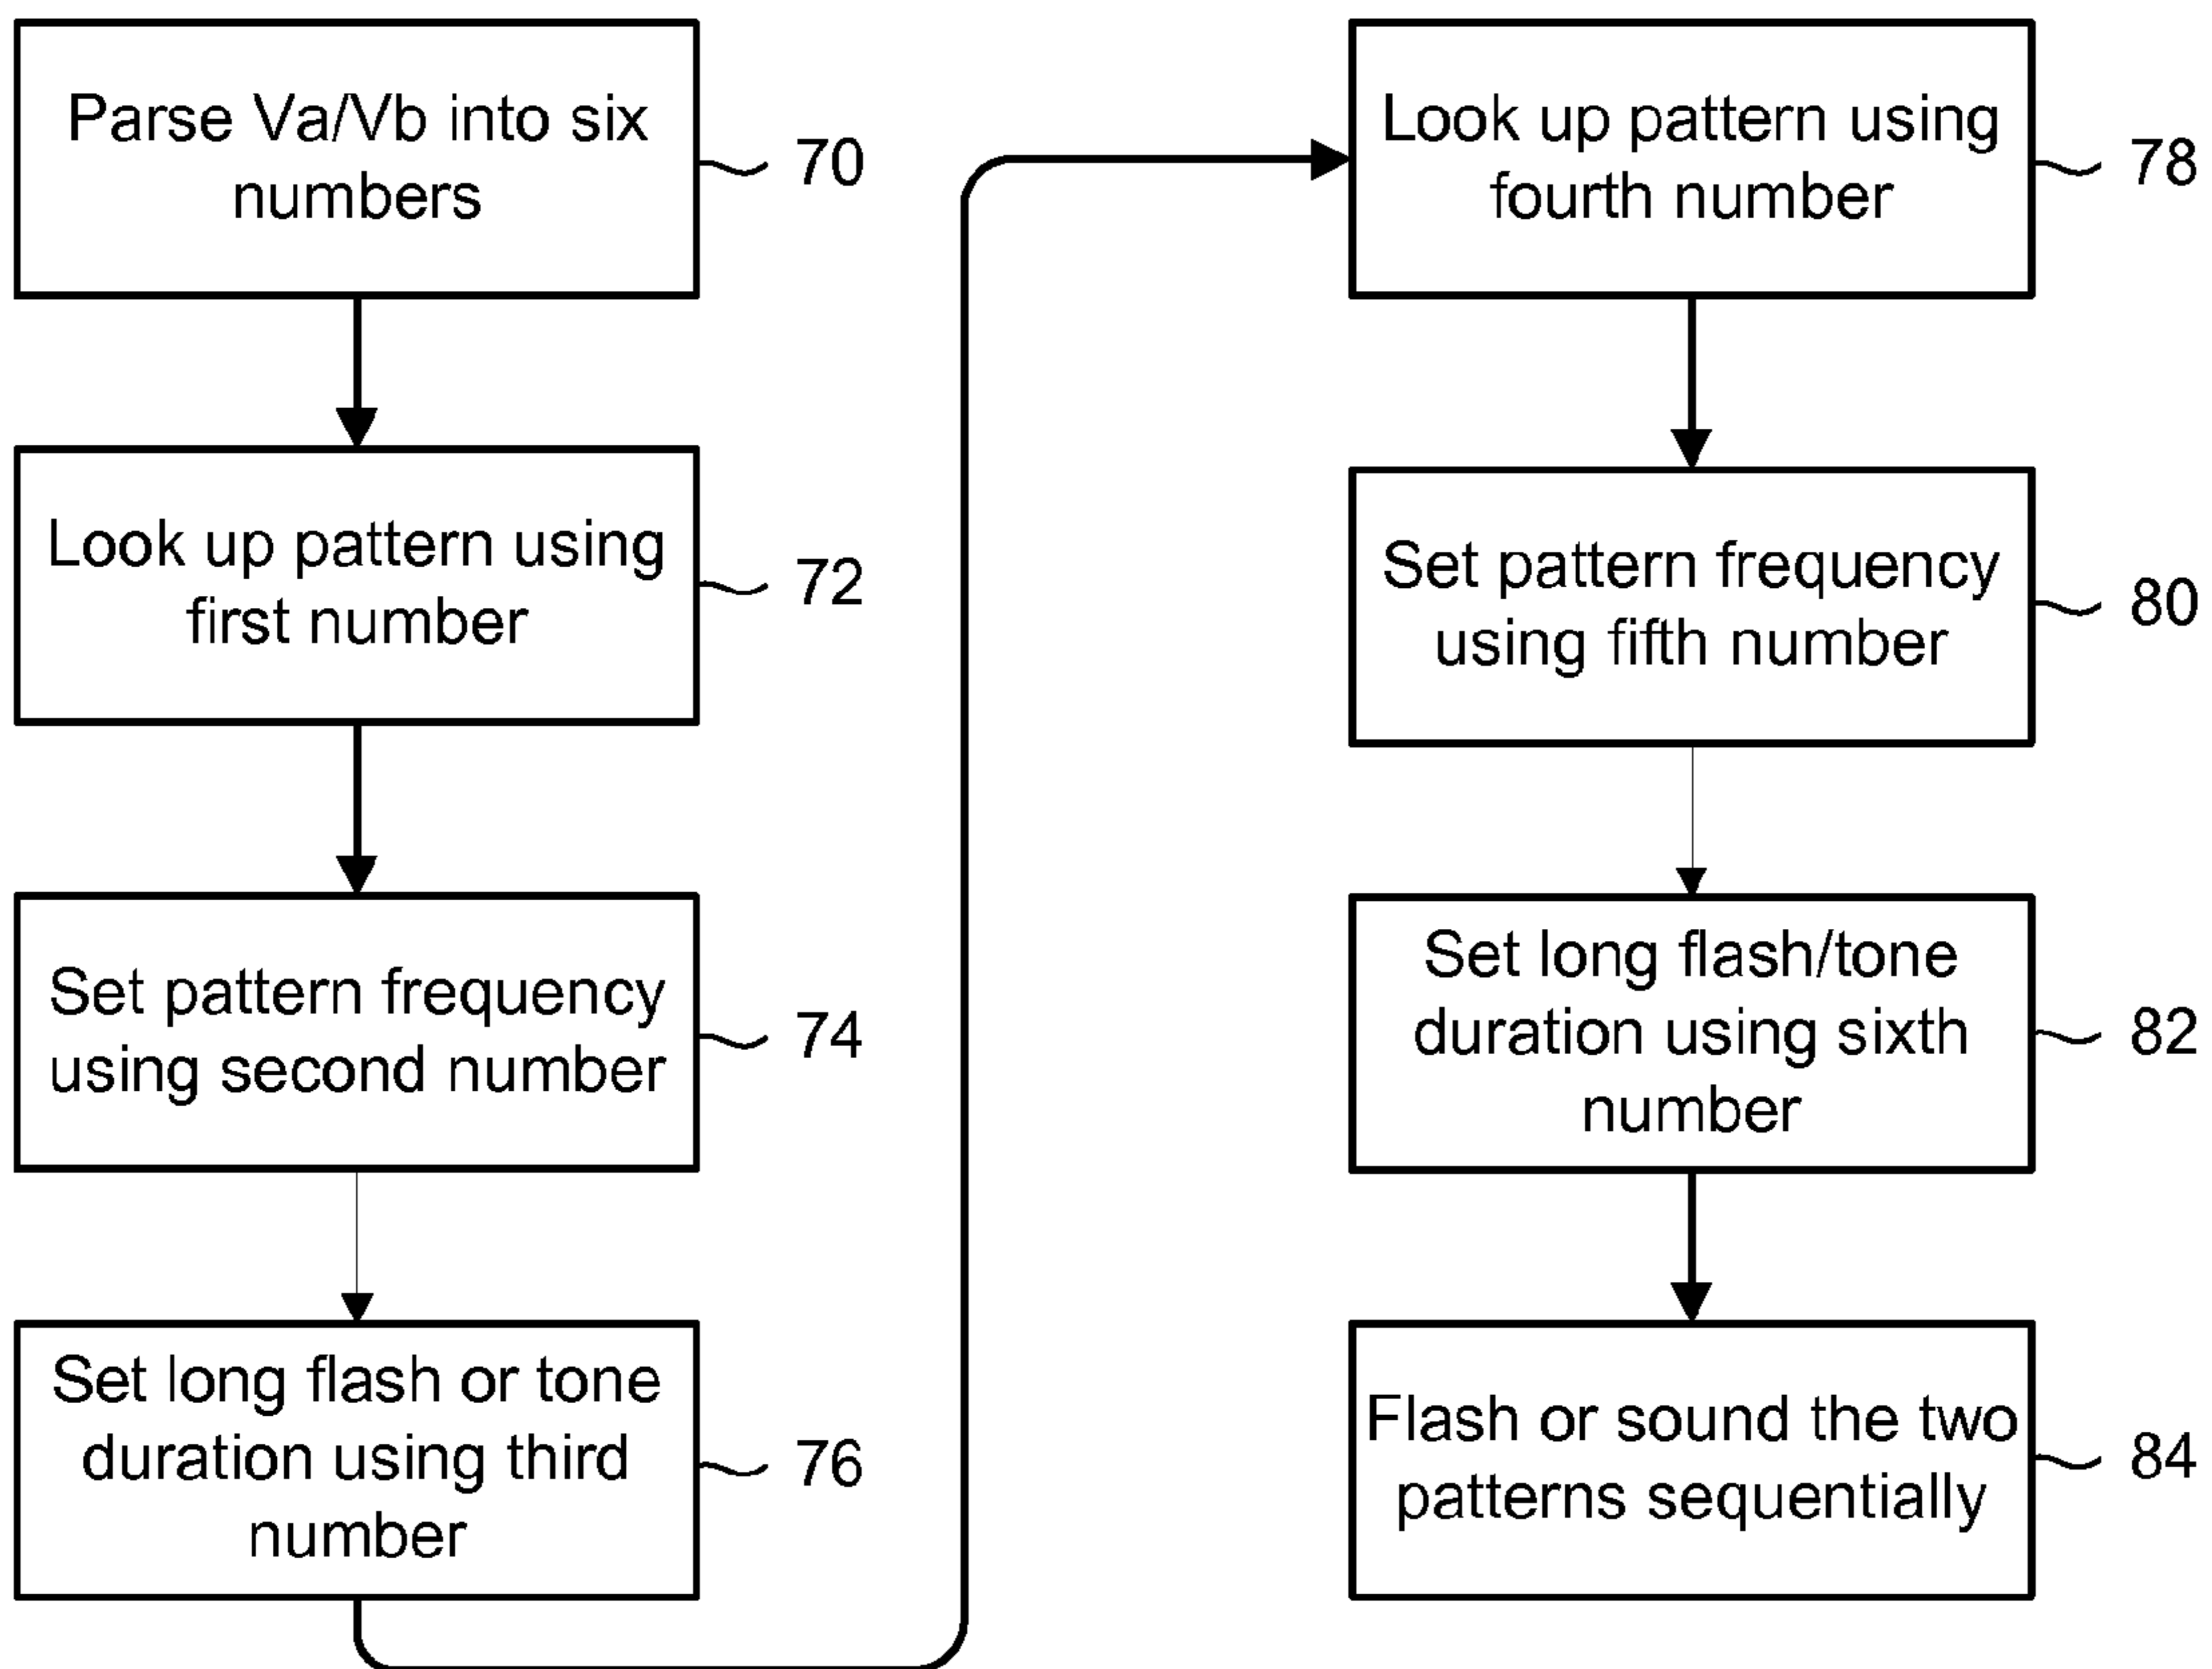 Parse Va/Vb into six
numbers
70
Look up pattern using
first number
72
Set pattern frequency
using second number
74
Set long flash or tone
duration using third
number
76
Look up pattern using
fourth number
78
Set pattern frequency
using fifth number
80
Set long flash/tone
duration using sixth
number
82
Flash or sound the two
patterns sequentially
84